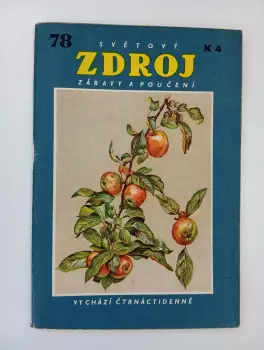 78 SVĚTOVÝ K 4
ZDROJ
ZÁBAVY A POUČENÍ
VYCHÁZÍ ČTRNÁCTIDENNĚ